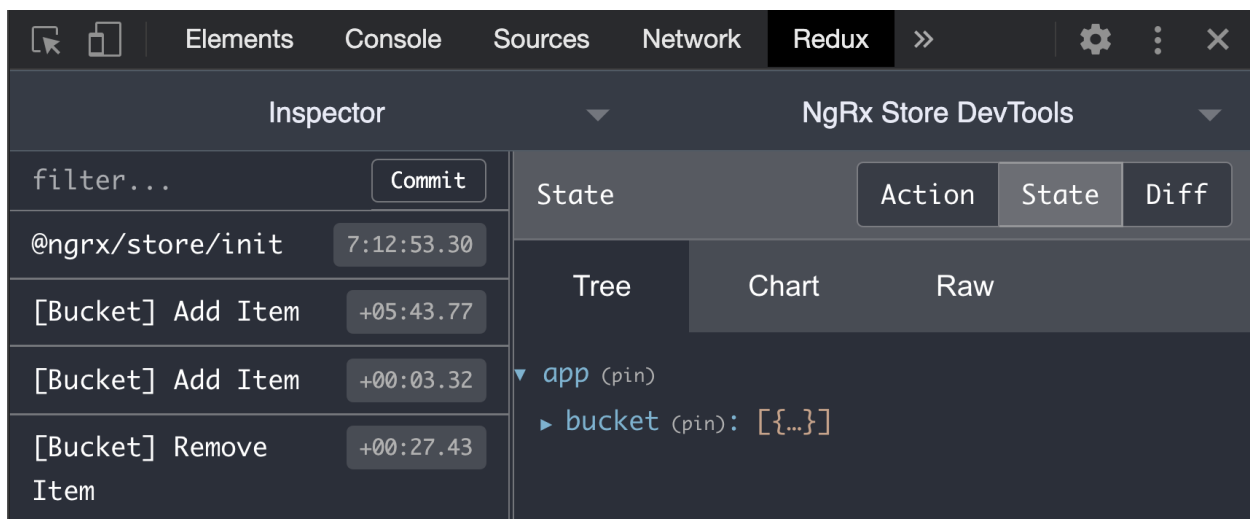 Elements Console Sources Network Redux »
Inspector NgRx Store DevTools
filter... Commit
@ngrx/store/init 7:12:53.30
[Bucket] Add Item +05:43.77
[Bucket] Add Item +00:03.32
[Bucket] Remove
Item +00:27.43
State Action State Diff
Tree Chart Raw
▼ app (pin)
▶ bucket (pin): [{…}]